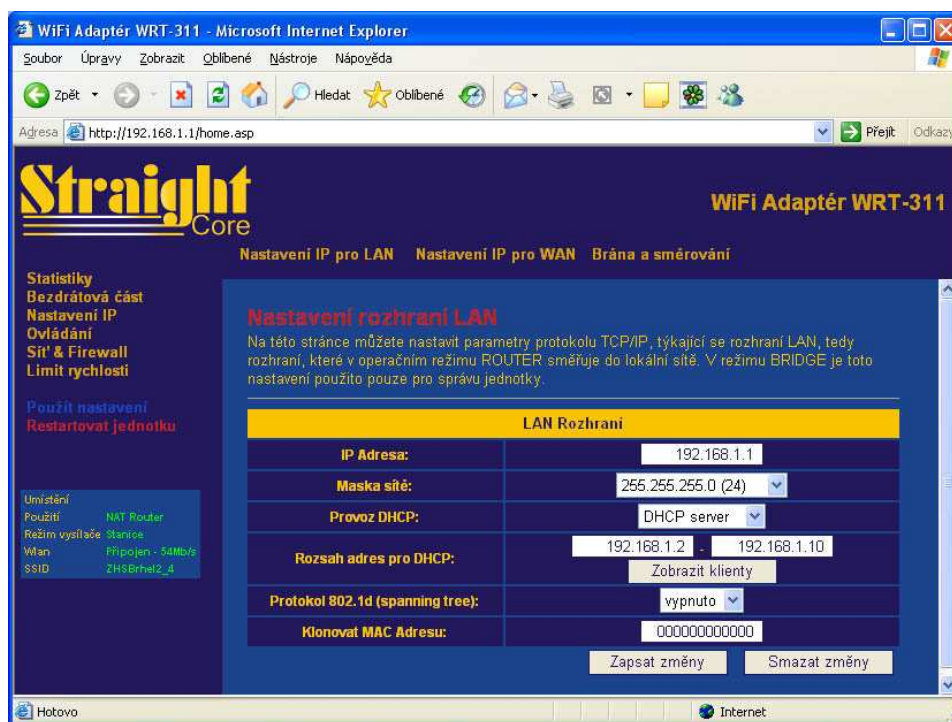 WiFi Adaptér WRT-311 - Microsoft Internet Explorer
Soubor Úpravy Zobrazit Oblíbené Nástroje Nápověda
Zpět Hledat Oblíbené
Adresa http://192.168.1.1/home.asp Přejít Odkazy
Straight
Core
WiFi Adaptér WRT-311
Nastavení IP pro LAN Nastavení IP pro WAN Brána a směrování
Statistiky
Bezdrátová část
Nastavení IP
Ovládání
Síť & Firewall
Limit rychlosti
Použít nastavení
Restartovat jednotku
Umístění
Použití NAT Router
Režim vysílače Stanice
Wlan Připojen - 54Mb/s
SSID ZHSBrhel2_4
Nastavení rozhraní LAN
Na této stránce můžete nastavit parametry protokolu TCP/IP, týkající se rozhraní LAN, tedy
rozhraní, které v operačním režimu ROUTER směřuje do lokální sítě. V režimu BRIDGE je toto
nastavení použito pouze pro správu jednotky.
LAN Rozhraní
IP Adresa: 192.168.1.1
Maska sítě: 255.255.255.0 (24)
Provoz DHCP: DHCP server
Rozsah adres pro DHCP: 192.168.1.2 - 192.168.1.10
Zobrazit klienty
Protokol 802.1d (spanning tree): vypnuto
Klonovat MAC Adresu: 000000000000
Zapsat změny Smazat změny
Hotovo Internet